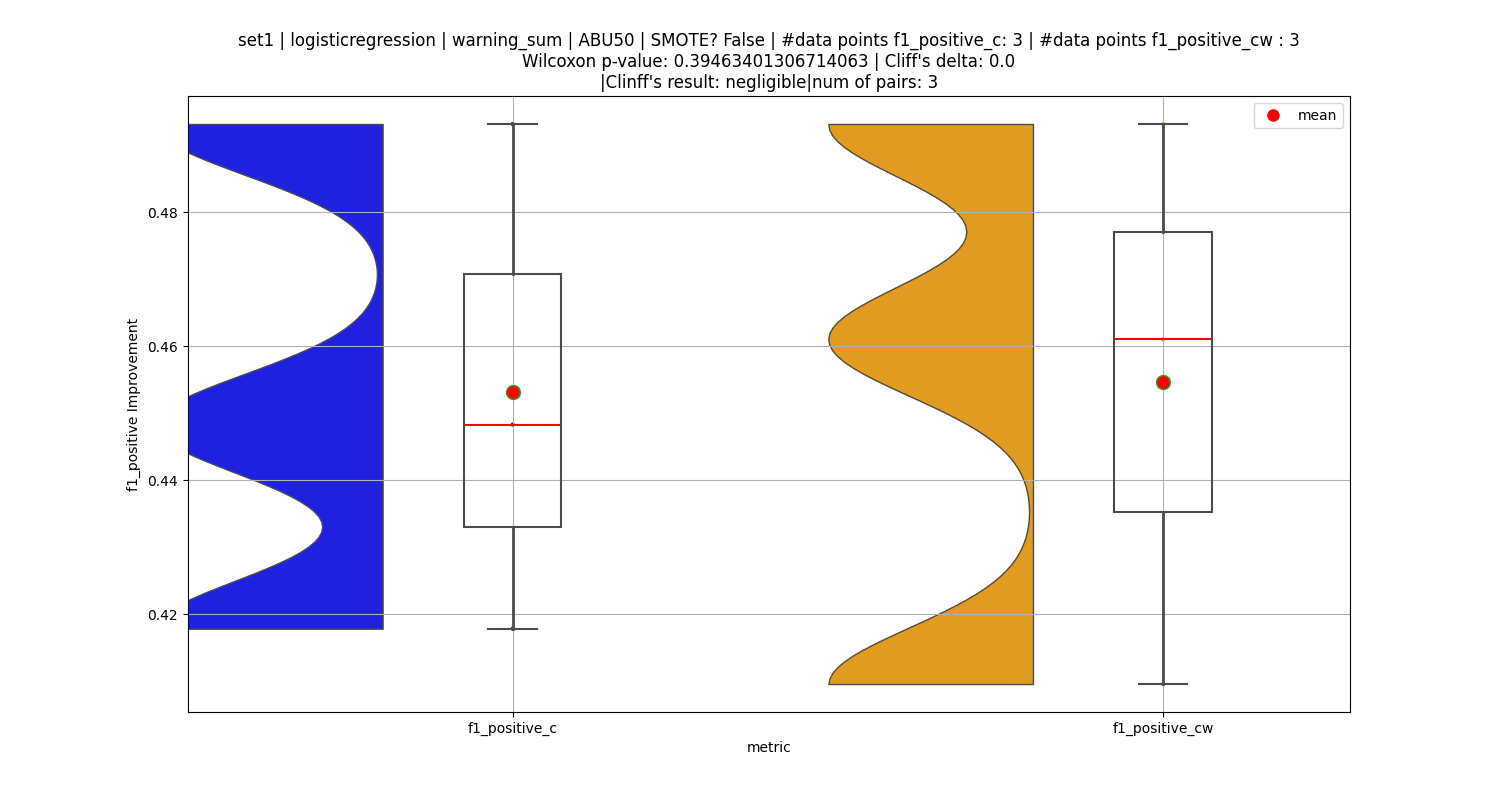 set1 | logisticregression | warning_sum | ABU50 | SMOTE? False | #data points f1_positive_c: 3 | #data points f1_positive_cw : 3
Wilcoxon p-value: 0.39463401306714063 | Cliff's delta: 0.0
|Clinff's result: negligible|num of pairs: 3
mean
0.48
0.46
0.44
0.42
f1_positive Improvement
f1_positive_c
f1_positive_cw
metric